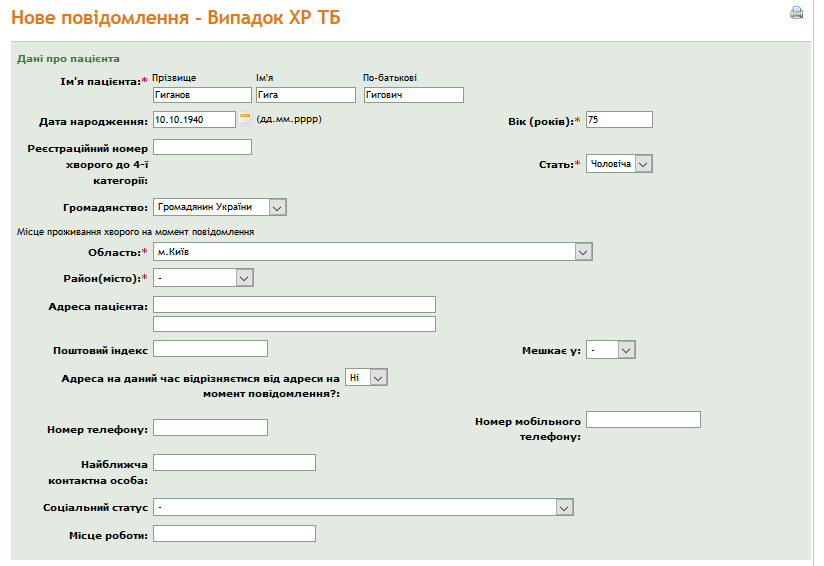 Нове повідомлення - Випадок ХР ТБ
Дані про пацієнта
Прізвище Ім'я По-батькові
Ім'я пацієнта:* Гиганов Гига Гигович
Дата народження: 10.10.1940 (дд.мм.рррр) Вік (років):* 75
Реєстраційний номер
хворого до 4-ї
категорії:
Стать:* Чоловіча
Громадянство: Громадянин України
Місце проживання хворого на момент повідомлення
Область:* м.Київ
Район(місто):* -
Адреса пацієнта:
Поштовий індекс Мешкає у: -
Адреса на даний час відрізняєтися від адреси на Ні
момент повідомлення?:
Номер телефону:
Номер мобільного
телефону:
Найближча
контактна особа:
Соціальний статус -
Місце роботи: